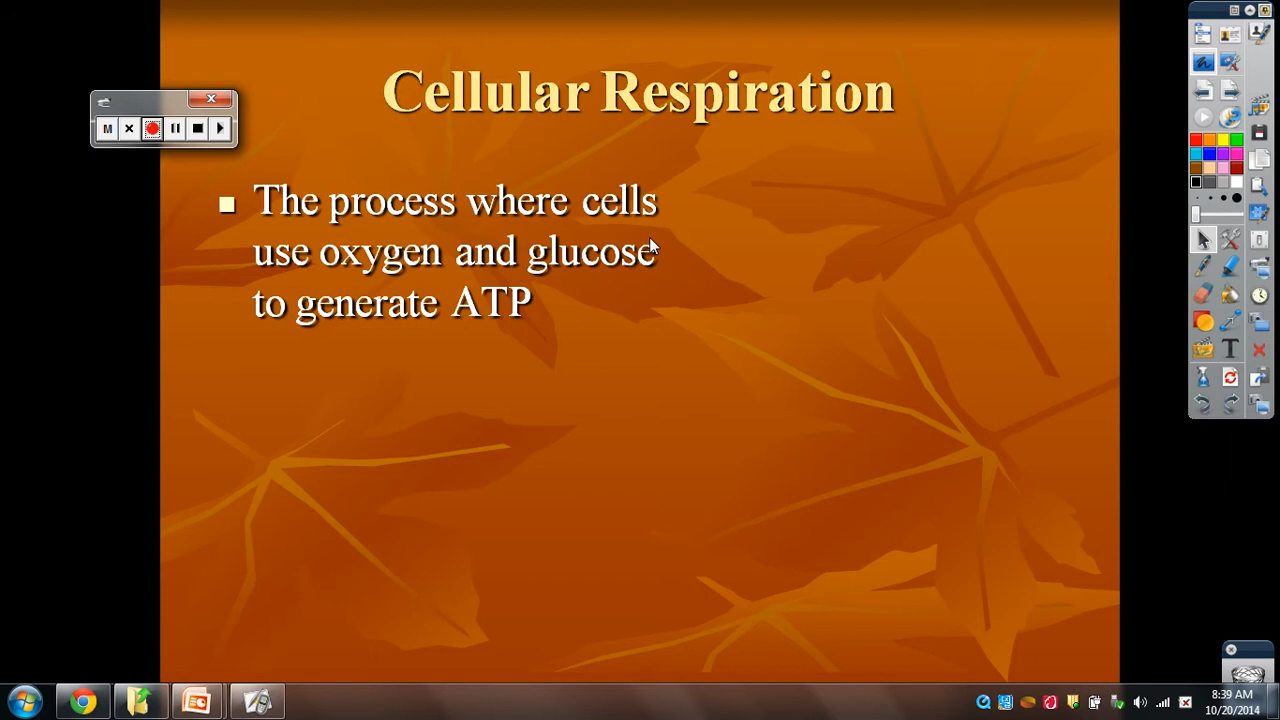 Cellular Respiration
M
The process where cells
use oxygen and glucose
to generate ATP
T
8:39 AM
10/20/2014